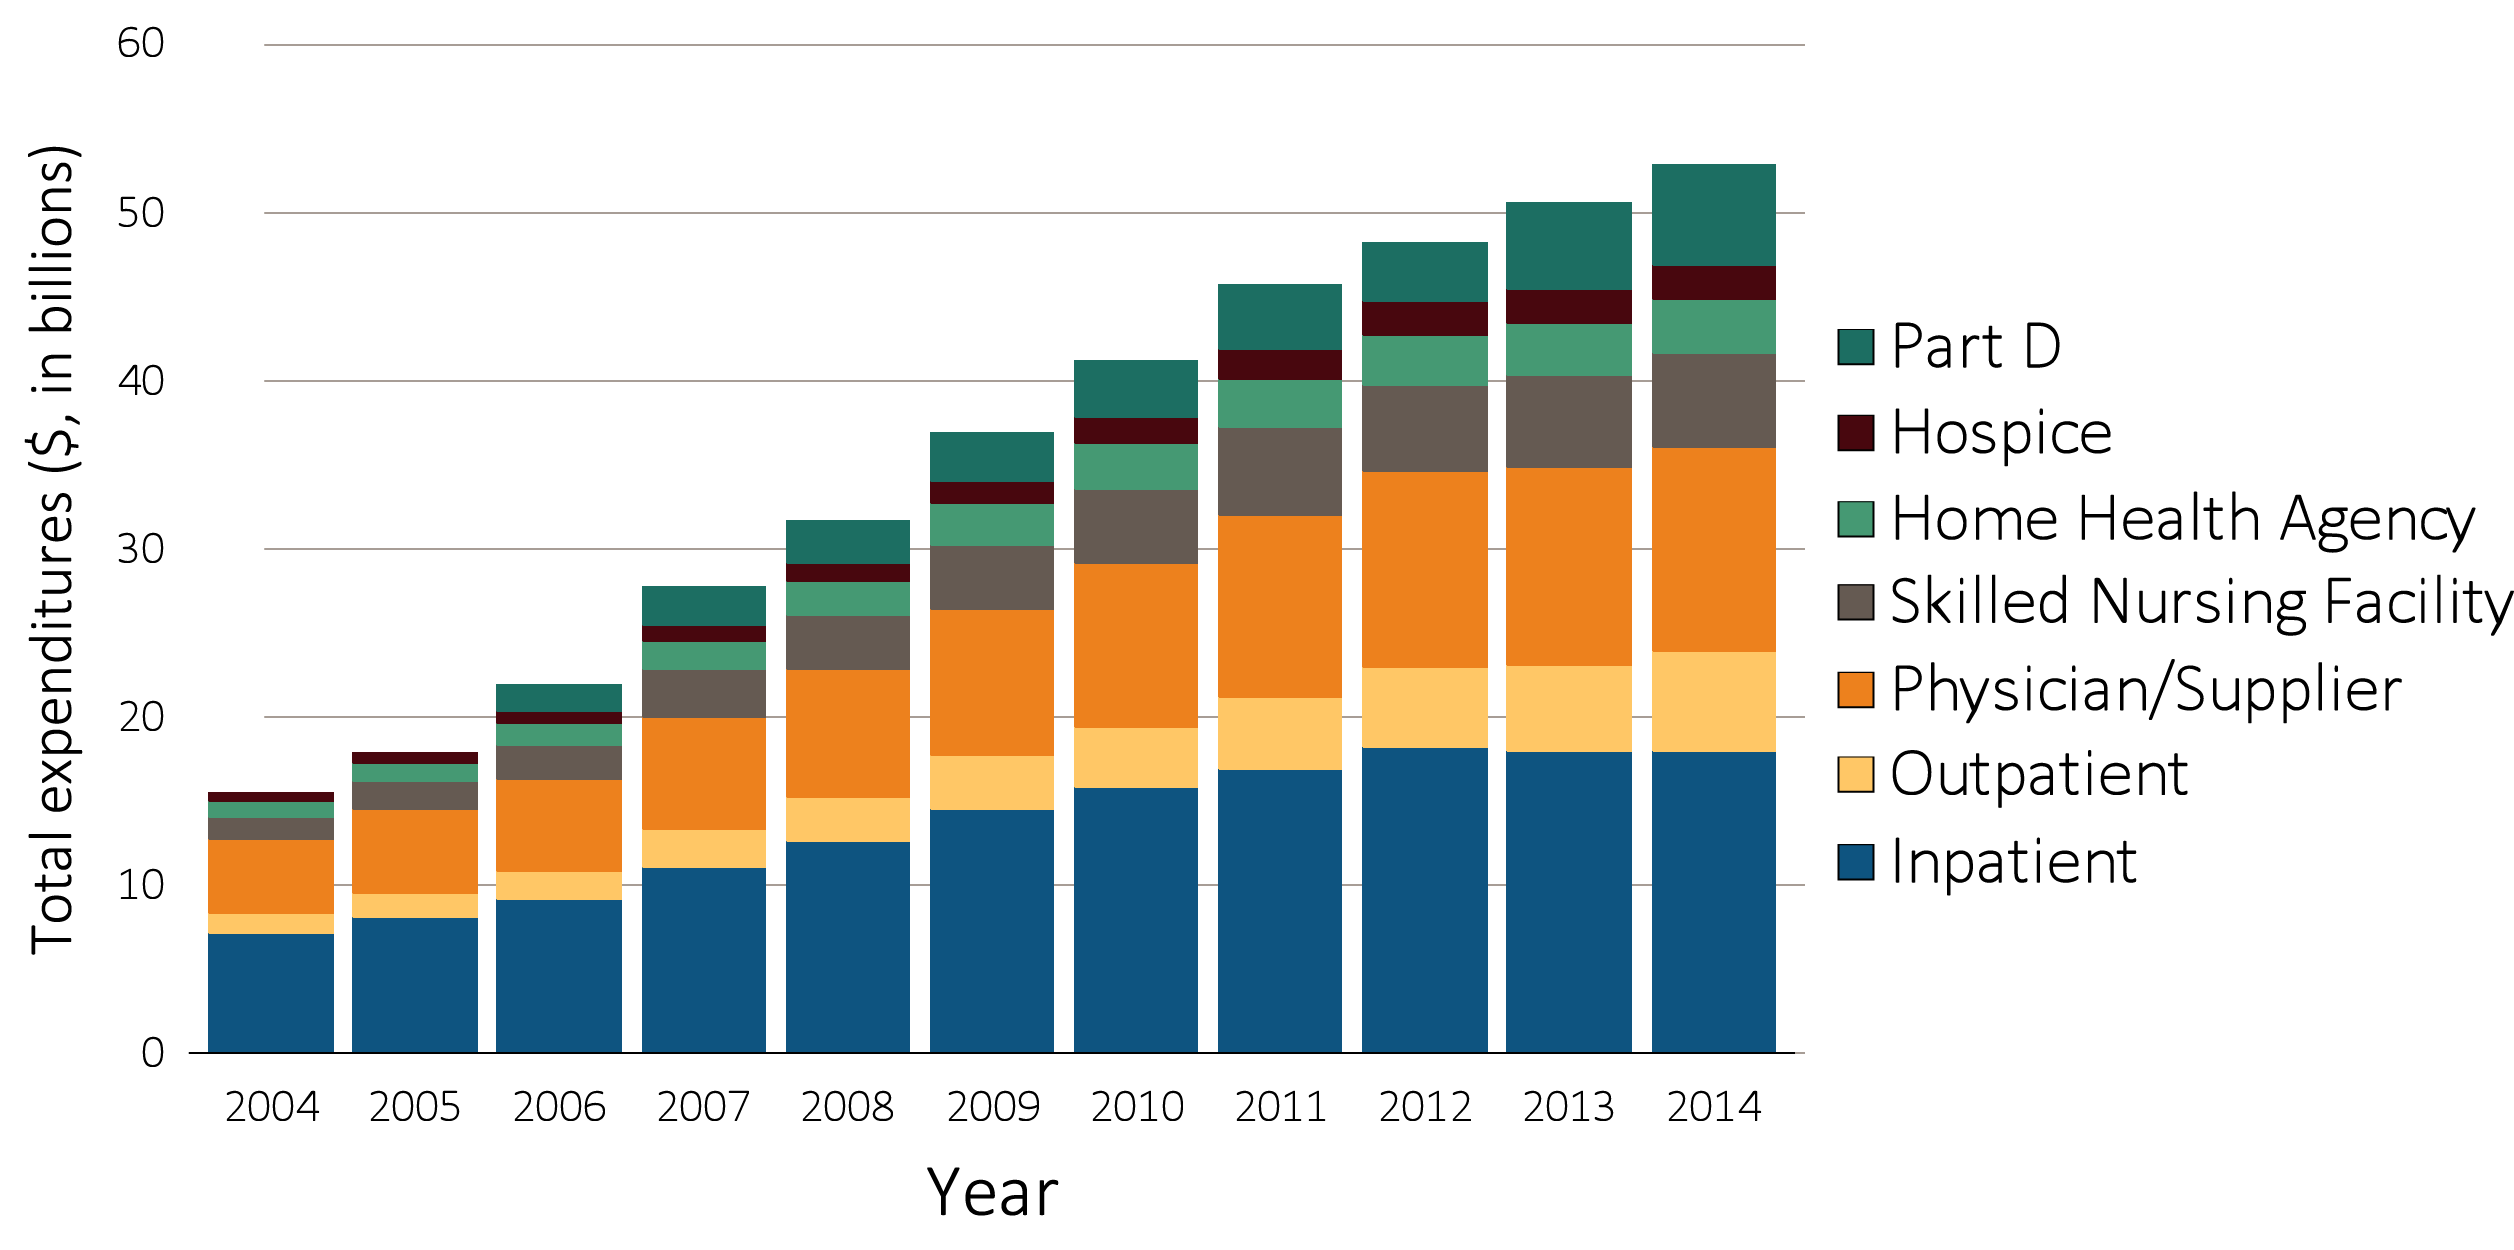 Total expenditures ($, in billions)
60
50
40
30
20
10
0
2004 2005 2006 2007 2008 2009 2010 2011 2012 2013 2014
Year
Part D
Hospice
Home Health Agency
Skilled Nursing Facility
Physician/Supplier
Outpatient
Inpatient